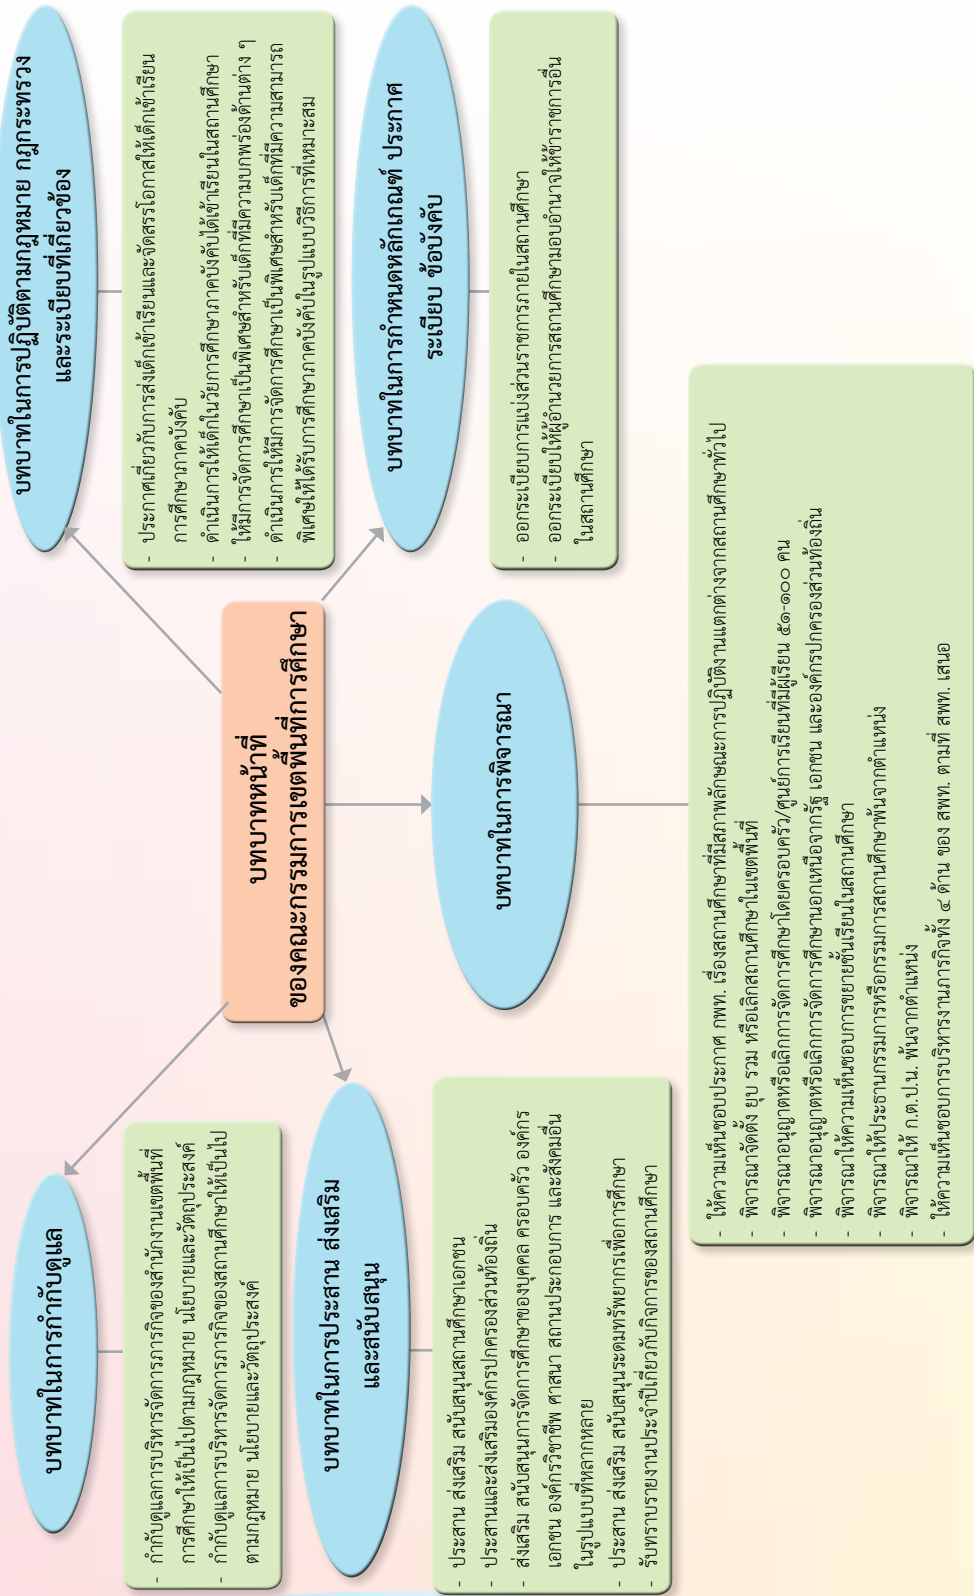 บทบาทหน้าที่
ของคณะกรรมการเขตพื้นที่การศึกษา
บทบาทในการกำกับดูแล
- กำกับดูแลการบริหารจัดการภารกิจของสำนักงานเขตพื้นที่
การศึกษาให้เป็นไปตามกฎหมาย นโยบายและวัตถุประสงค์
- กำกับดูแลการบริหารจัดการภารกิจของสถานศึกษาให้เป็นไป
ตามกฎหมาย นโยบายและวัตถุประสงค์
บทบาทในการปฏิบัติตามกฎหมาย กฎกระทรวง
และระเบียบที่เกี่ยวข้อง
- ประกาศเกี่ยวกับการส่งเด็กเข้าเรียนและจัดสรรโอกาสให้เด็กเข้าเรียน
การศึกษาภาคบังคับ
- ดำเนินการให้เด็กในวัยการศึกษาภาคบังคับได้เข้าเรียนในสถานศึกษา
- ให้มีการจัดการศึกษาเป็นพิเศษสำหรับเด็กที่มีความบกพร่องด้านต่าง ๆ
- ดำเนินการให้มีการจัดการศึกษาเป็นพิเศษสำหรับเด็กที่มีความสามารถ
พิเศษให้ได้รับการศึกษาภาคบังคับในรูปแบบวิธีการที่เหมาะสม
บทบาทในการประสาน ส่งเสริม
และสนับสนุน
- ประสาน ส่งเสริม สนับสนุนสถานศึกษาเอกชน
- ประสานและส่งเสริมองค์กรปกครองส่วนท้องถิ่น
- ส่งเสริม สนับสนุนการจัดการศึกษาของบุคคล ครอบครัว องค์กร
เอกชน องค์กรวิชาชีพ ศาสนา สถานประกอบการ และสังคมอื่น
ในรูปแบบที่หลากหลาย
- ประสาน ส่งเสริม สนับสนุนระดมทรัพยากรเพื่อการศึกษา
- รับทราบรายงานประจำปีเกี่ยวกับกิจการของสถานศึกษา
บทบาทในการพิจารณา
- ให้ความเห็นชอบประกาศ กพท. เรื่องสถานศึกษาที่มีสภาพลักษณะการปฏิบัติงานแตกต่างจากสถานศึกษาทั่วไป
- พิจารณาจัดตั้ง ยุบ รวม หรือเลิกสถานศึกษาในเขตพื้นที่
- พิจารณาอนุญาตหรือเลิกการจัดการศึกษาโดยครอบครัว/ศูนย์การเรียนที่มีผู้เรียน ๕๑-๑๐๐ คน
- พิจารณาอนุญาตหรือเลิกการจัดการศึกษานอกเหนือจากรัฐ เอกชน และองค์กรปกครองส่วนท้องถิ่น
- พิจารณาให้ความเห็นชอบการขยายชั้นเรียนในสถานศึกษา
- พิจารณาให้ประธานกรรมการหรือกรรมการสถานศึกษาพ้นจากตำแหน่ง
- พิจารณาให้ ก.ต.ป.น. พ้นจากตำแหน่ง
- ให้ความเห็นชอบการบริหารงานภารกิจทั้ง ๔ ด้าน ของ สพท. ตามที่ สพท. เสนอ
บทบาทในการกำหนดหลักเกณฑ์ ประกาศ
ระเบียบ ข้อบังคับ
- ออกระเบียบการแบ่งส่วนราชการภายในสถานศึกษา
- ออกระเบียบให้ผู้อำนวยการสถานศึกษามอบอำนาจให้ข้าราชการอื่น
ในสถานศึกษา